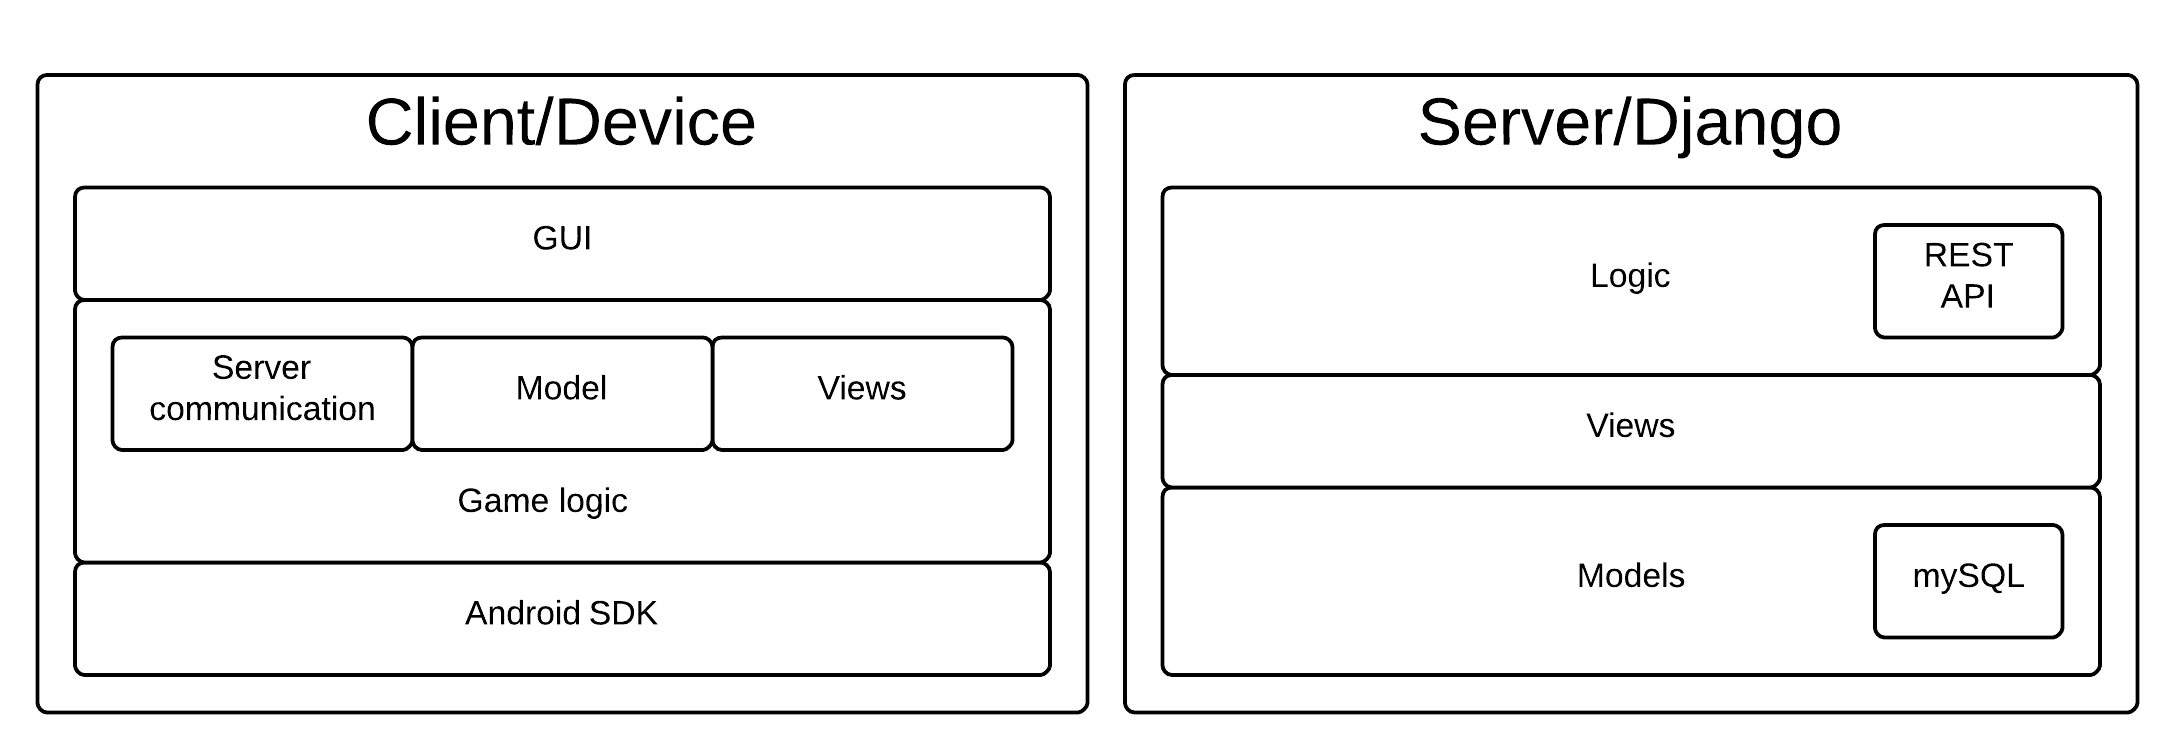 Client/Device
GUI
Server
communication
Model
Views
Game logic
Android SDK
Server/Django
Logic
REST
API
Views
Models
mySQL